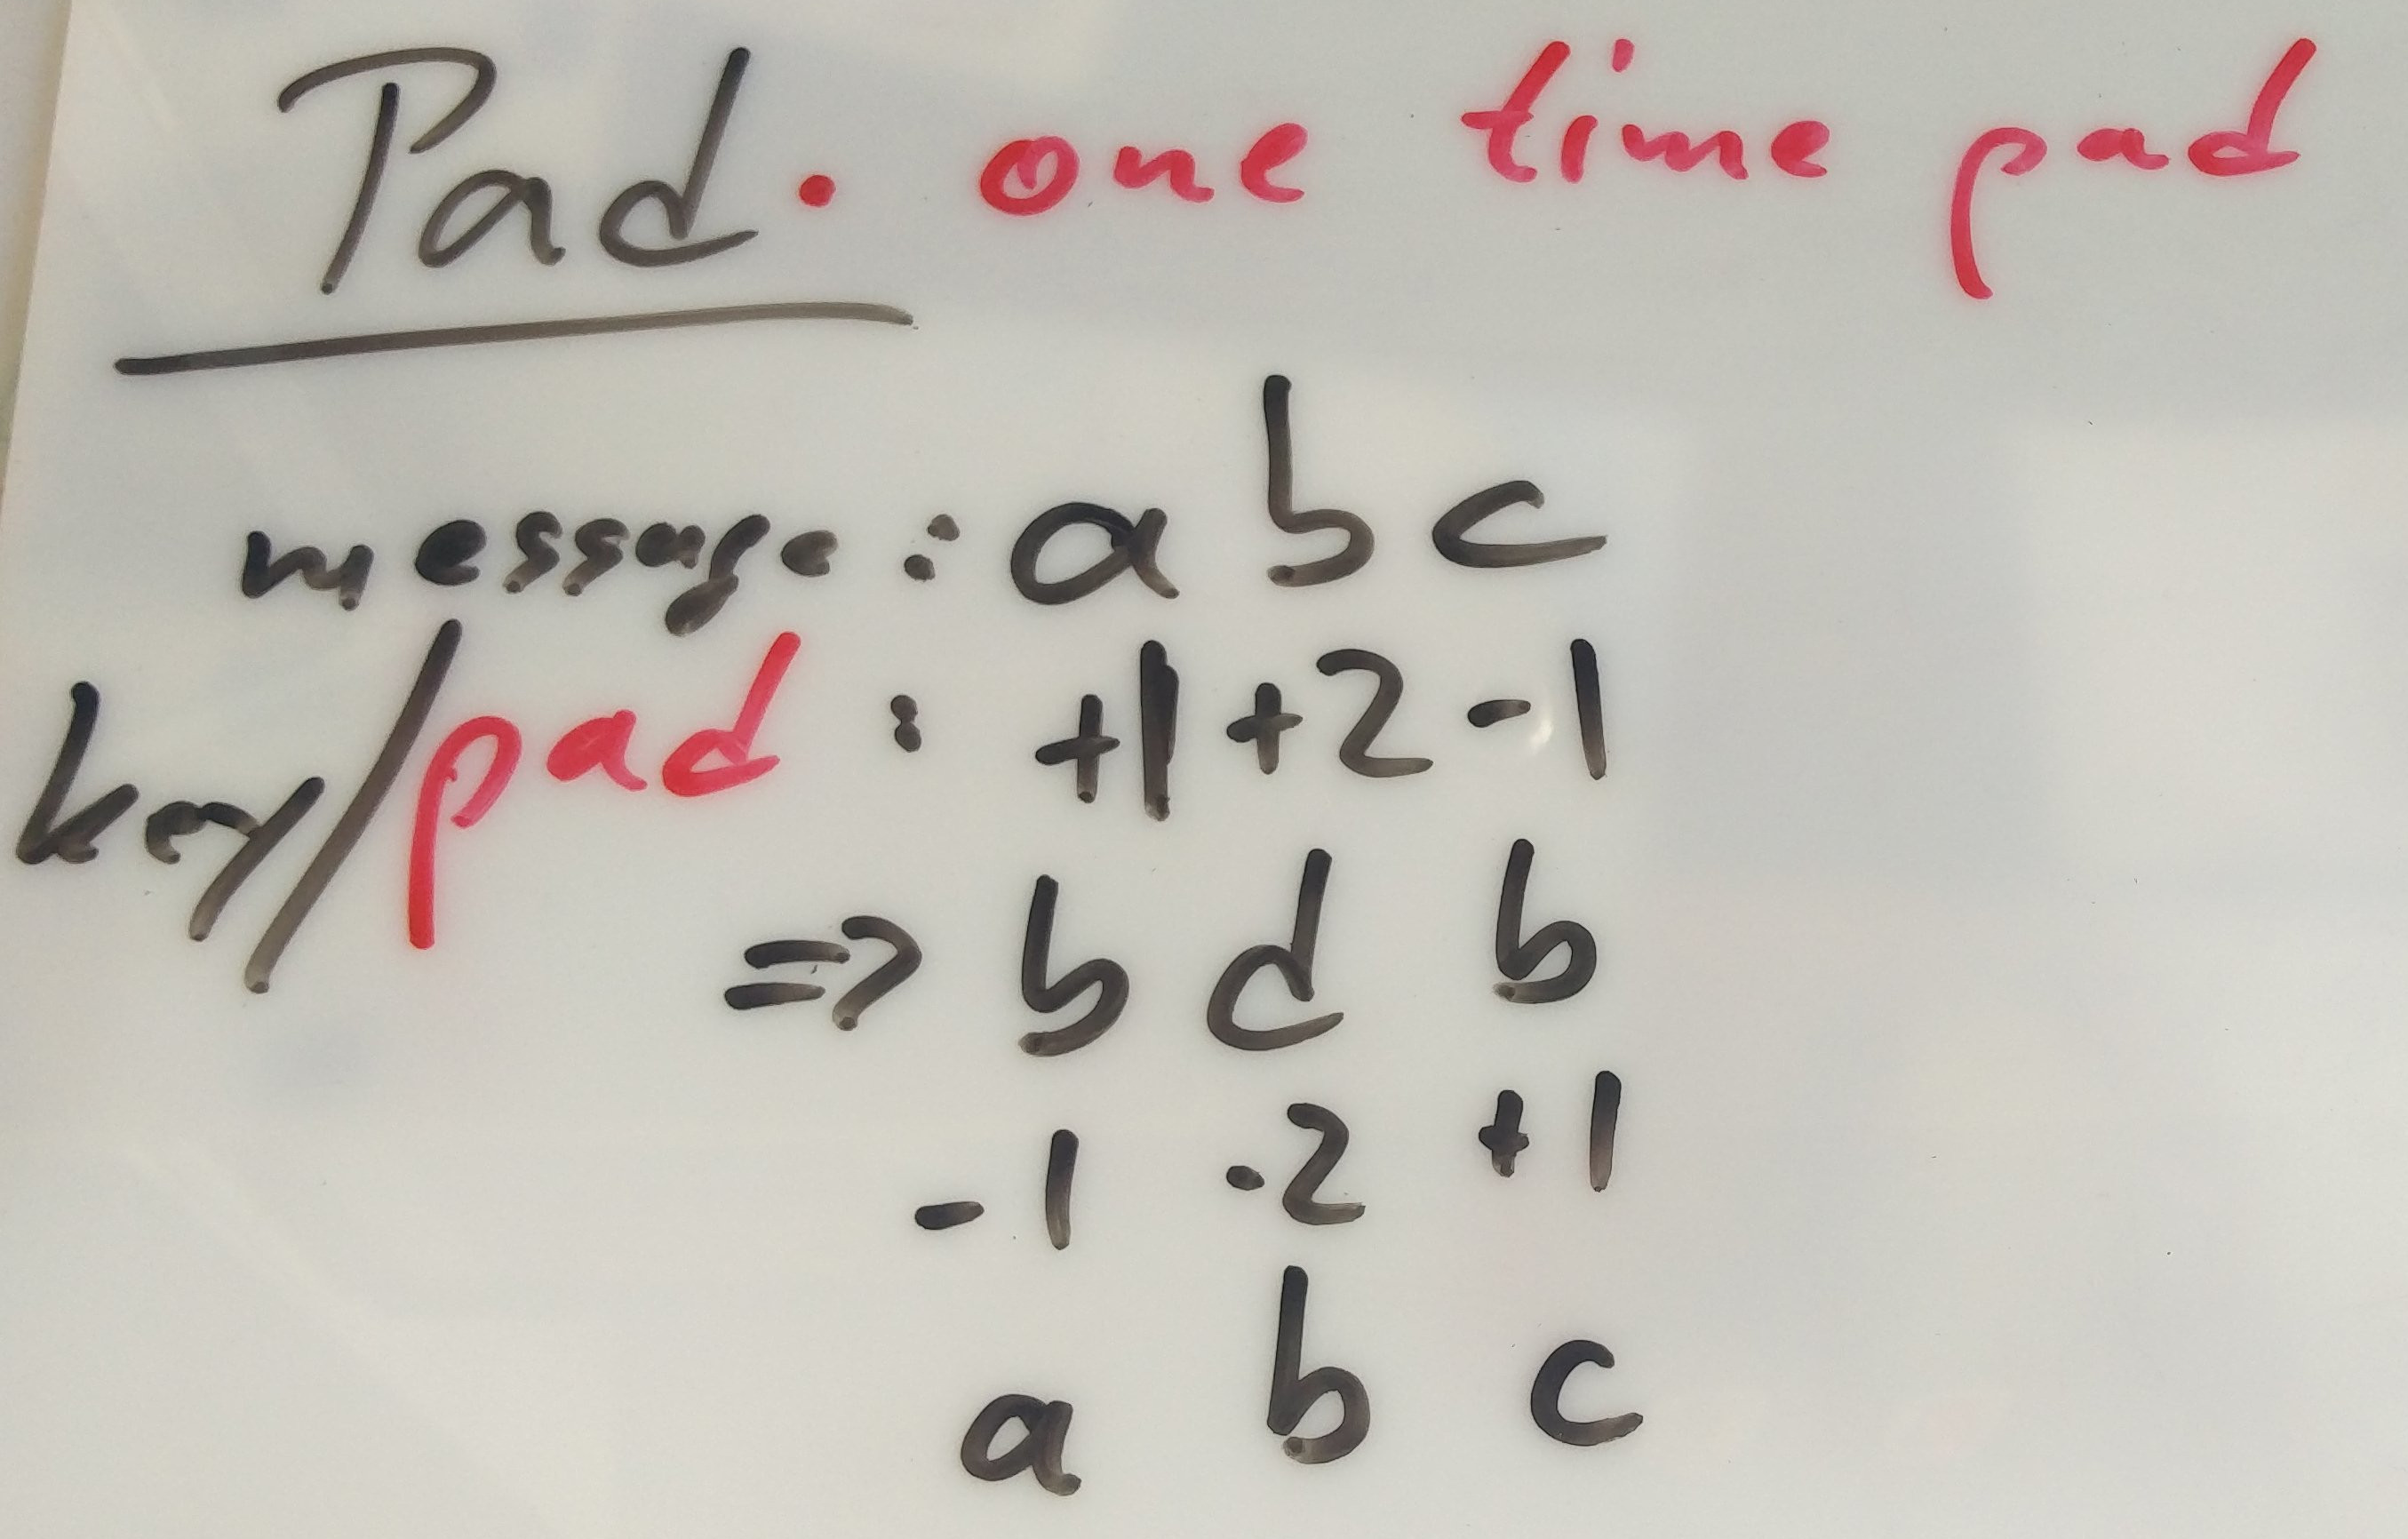 Pad. one time pad
message: a b c
key/pad: +1 +2 -1
=> b d b
-1 -2 +1
a b c